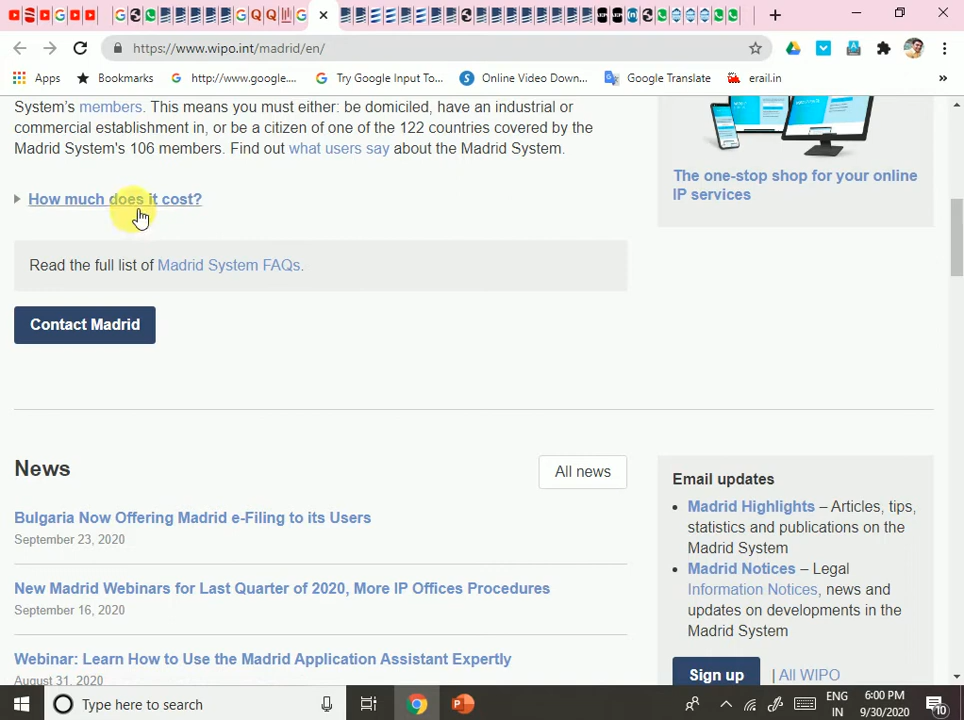 https://www.wipo.int/madrid/en/
Apps
Bookmarks
http://www.google....
Try Google Input To...
Online Video Down...
Google Translate
erail.in
»
System's members. This means you must either: be domiciled, have an industrial or
commercial establishment in, or be a citizen of one of the 122 countries covered by the
Madrid System's 106 members. Find out what users say about the Madrid System.
The one-stop shop for your online
IP services
How much does it cost?
Read the full list of Madrid System FAQs.
Contact Madrid
News
All news
Bulgaria Now Offering Madrid e-Filing to its Users
September 23, 2020
New Madrid Webinars for Last Quarter of 2020, More IP Offices Procedures
September 16, 2020
Webinar: Learn How to Use the Madrid Application Assistant Expertly
August 31, 2020
Email updates
• Madrid Highlights – Articles, tips,
statistics and publications on the
Madrid System
• Madrid Notices – Legal
Information Notices, news and
updates on developments in the
Madrid System
Sign up
| All WIPO
Type here to search
ENG
IN
6:00 PM
9/30/2020
10